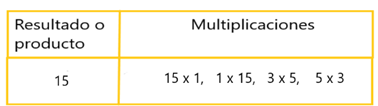 Resultado o Multiplicaciones
producto
15 15 x 1, 1 x 15, 3 x 5, 5 x 3